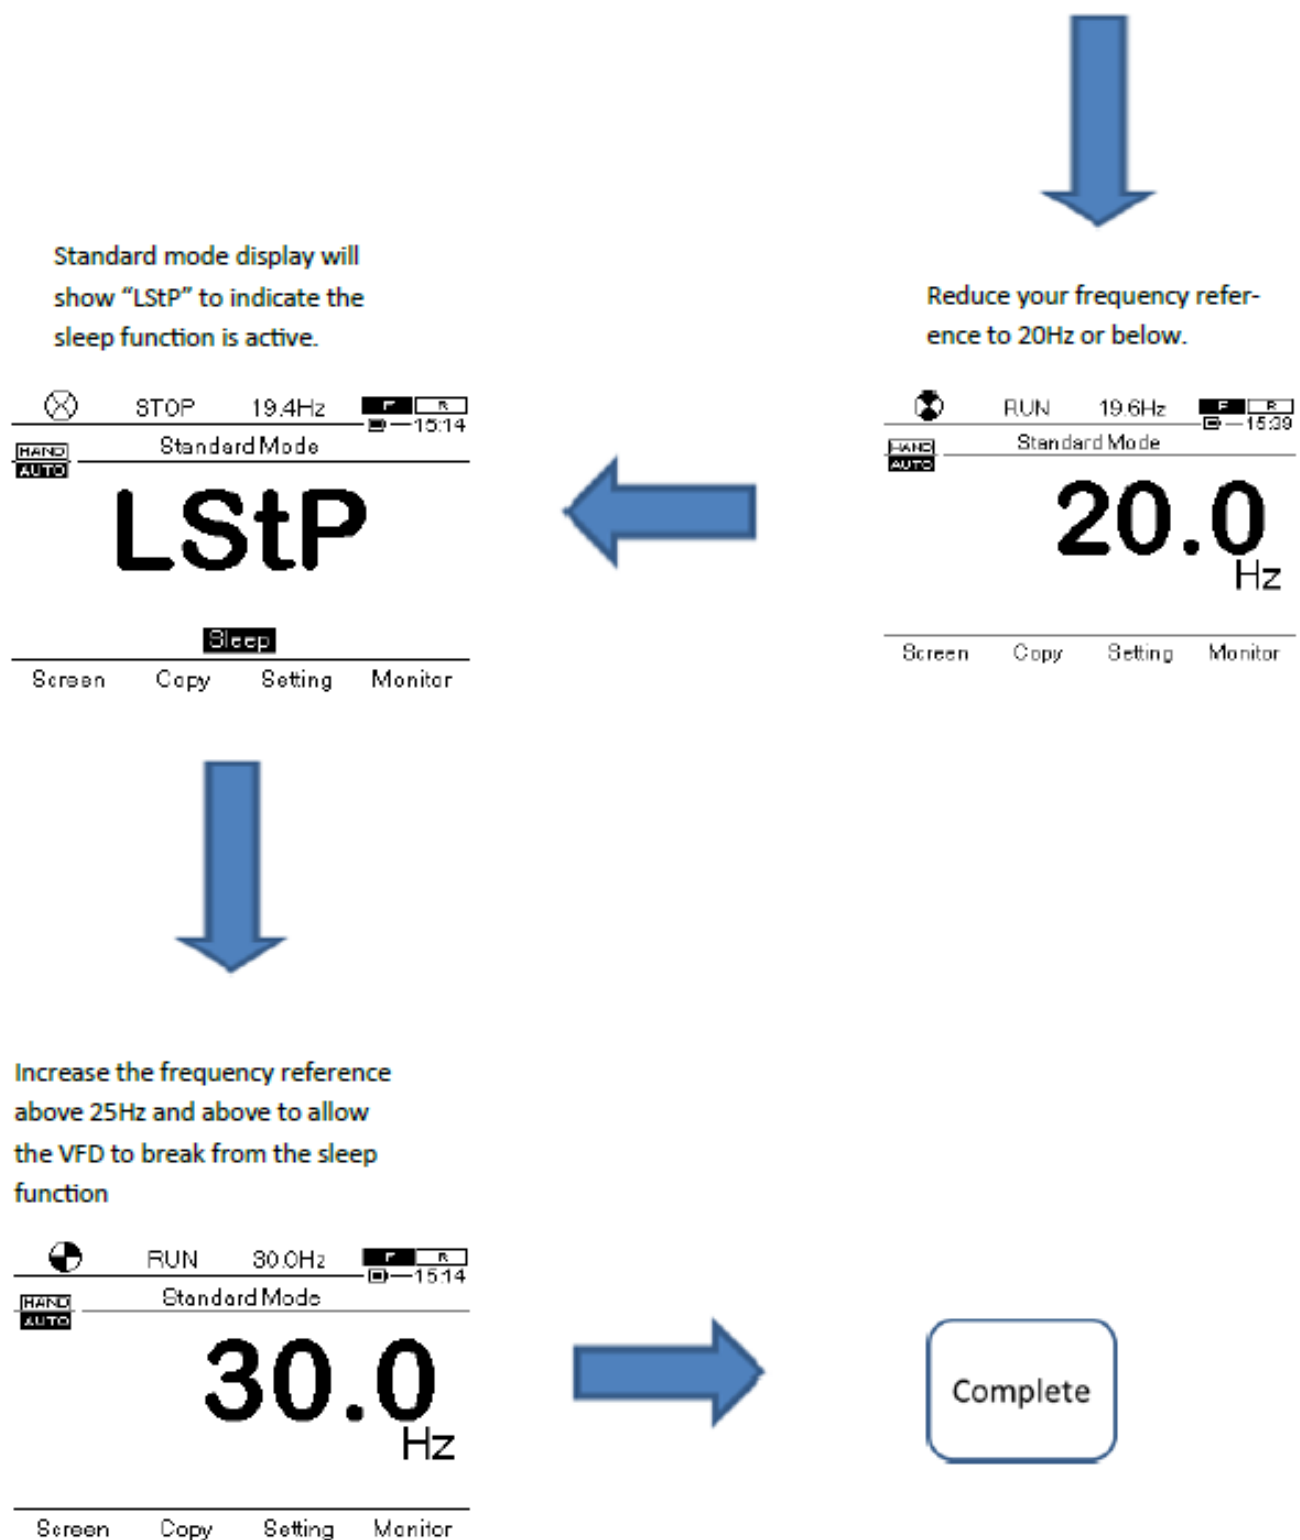 Reduce your frequency refer-
ence to 20Hz or below.
RUN 19.6Hz F R
15:39
HAND
AUTO
Standard Mode
20.0
Hz
Screen Copy Setting Monitor
Standard mode display will
show “LStP” to indicate the
sleep function is active.
STOP 19.4Hz F R
15:14
HAND
AUTO
Standard Mode
LStP
Sleep
Screen Copy Setting Monitor
Increase the frequency reference
above 25Hz and above to allow
the VFD to break from the sleep
function
RUN 30.0Hz F R
15:14
HAND
AUTO
Standard Mode
30.0
Hz
Screen Copy Setting Monitor
Complete